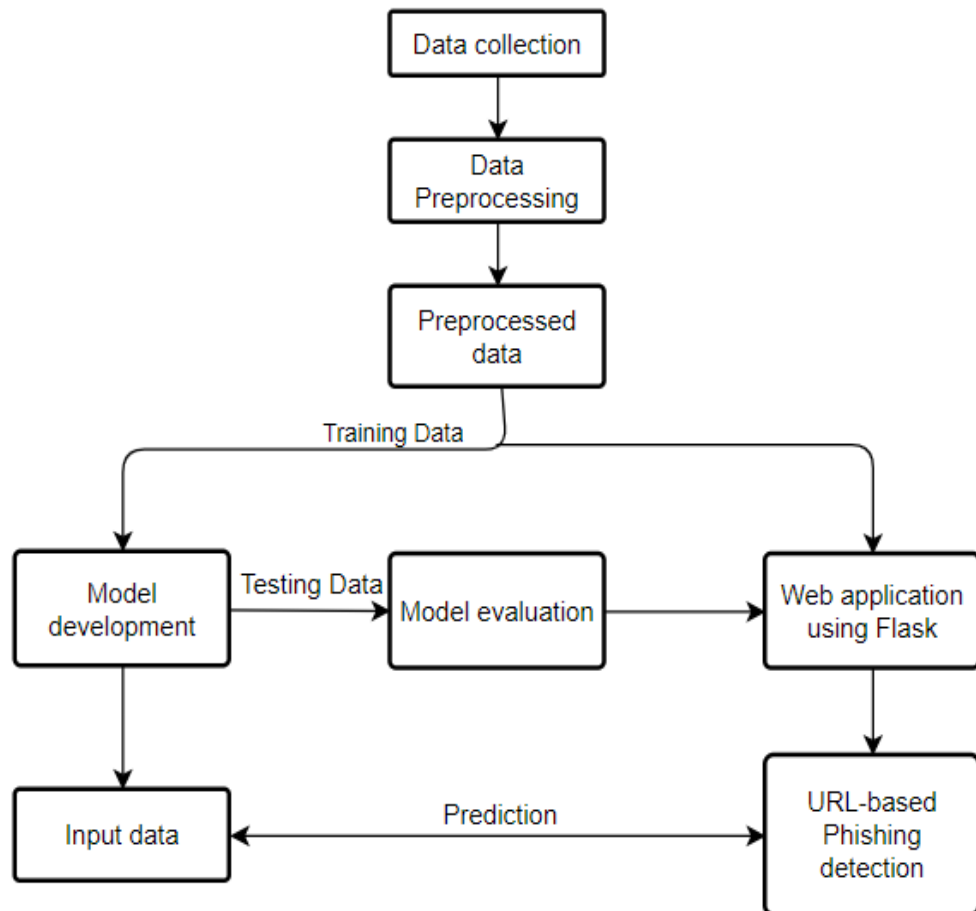 Data collection
Data
Preprocessing
Preprocessed
data
Training Data
Model
development
Testing Data
Model evaluation
Web application
using Flask
Input data
Prediction
URL-based
Phishing
detection